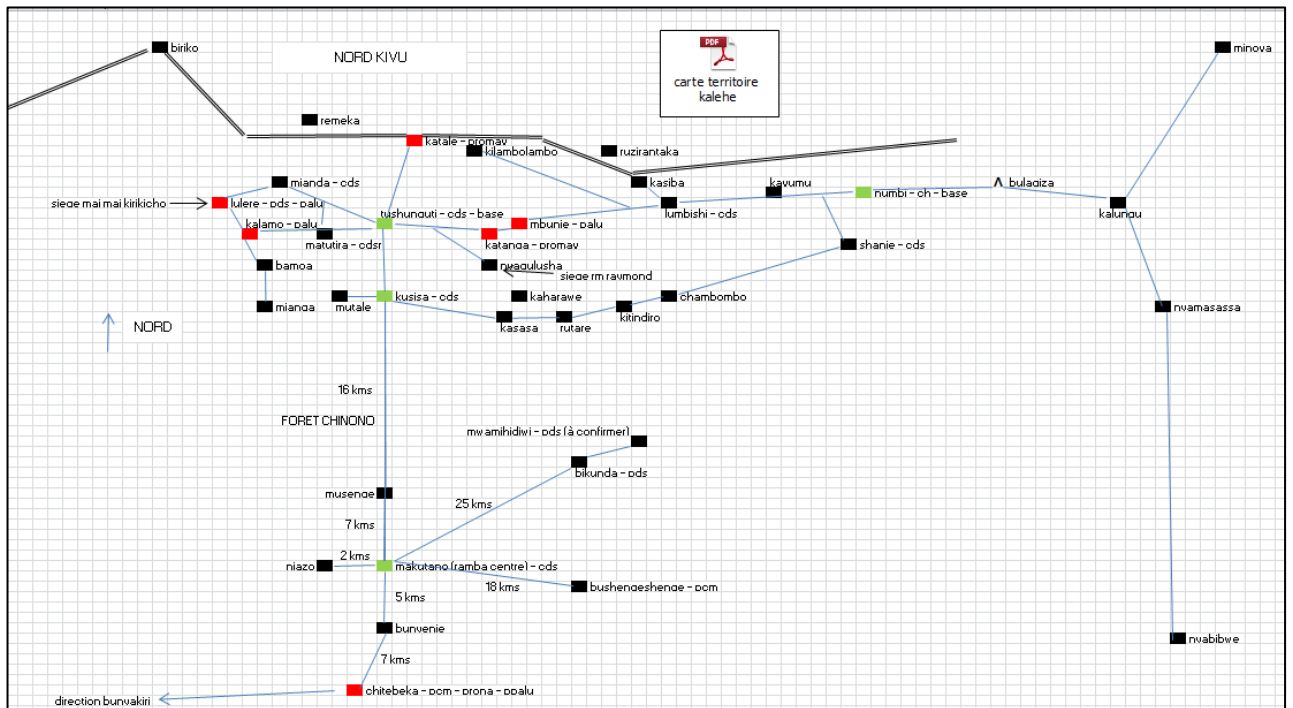 biriko
NORD KIVU
PDF
carte territoire
kalehe
minova
remeka
katale - promav
kilambolambo
ruzirantaka
mianda - cds
kasiba
kavumu
numbi - ch - base
bulagiza
siege mai mai kirikicho
lulere - pds - palu
lumbishi - cds
kalungu
tushunguti - cds - base
mbunje - palu
kalamo - palu
matutira - cdsr
katanga - promav
shanje - cds
bamoa
nyagulusha
siege rm raymond
mianga
mutale
kusisa - cds
kaharawe
chambombo
nyamasassa
kitindiro
kasasa
rutare
NORD
16 kms
FORET CHINONO
mwamihidiwi - pds (à confirmer)
bikunda - pds
musenge
25 kms
7 kms
2 kms
niazo
makutano (ramba centre) - cds
18 kms
bushengeshenge - pcm
5 kms
bunyenje
nyabibwe
7 kms
chitebeka - pcm - prona - ppalu
direction bunyakiri